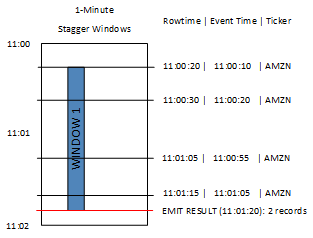 1-Minute
Stagger Windows
Rowtime | Event Time | Ticker
11:00
11:00:20 | 11:00:10 | AMZN
11:00:30 | 11:00:20 | AMZN
11:01
WINDOW 1
11:01:05 | 11:00:55 | AMZN
11:01:15 | 11:01:05 | AMZN
EMIT RESULT (11:01:20): 2 records
11:02